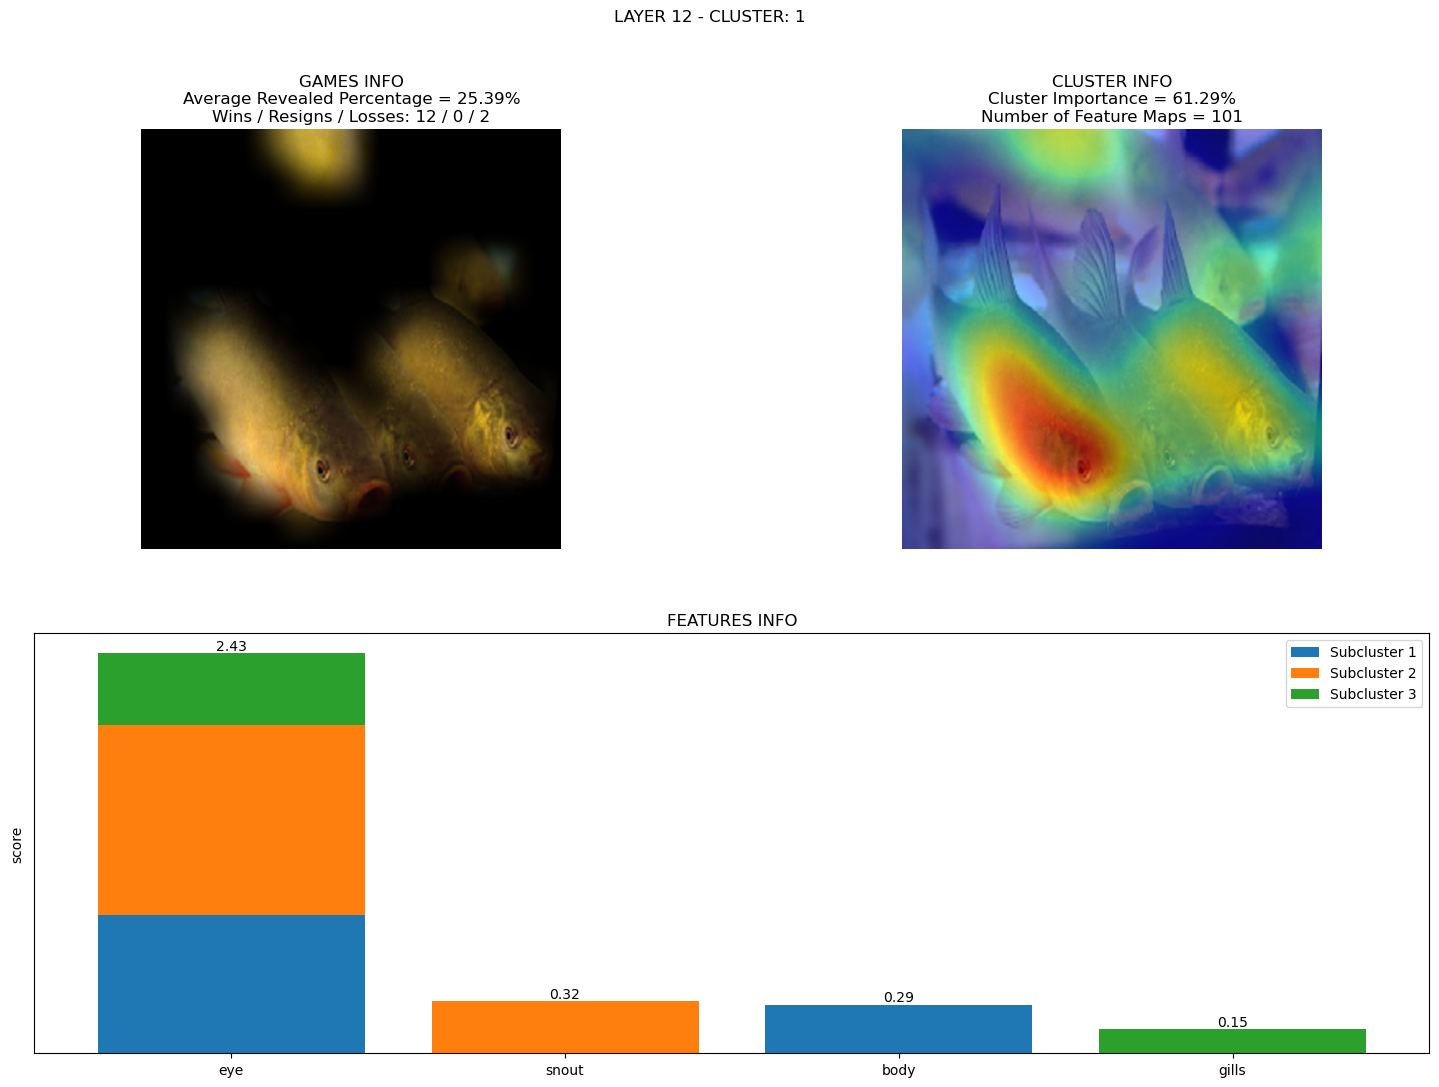 LAYER 12 - CLUSTER: 1
GAMES INFO
Average Revealed Percentage = 25.39%
Wins / Resigns / Losses: 12 / 0 / 2
CLUSTER INFO
Cluster Importance = 61.29%
Number of Feature Maps = 101
FEATURES INFO
2.43
0.32
0.29
0.15
Subcluster 1
Subcluster 2
Subcluster 3
score
eye
snout
body
gills